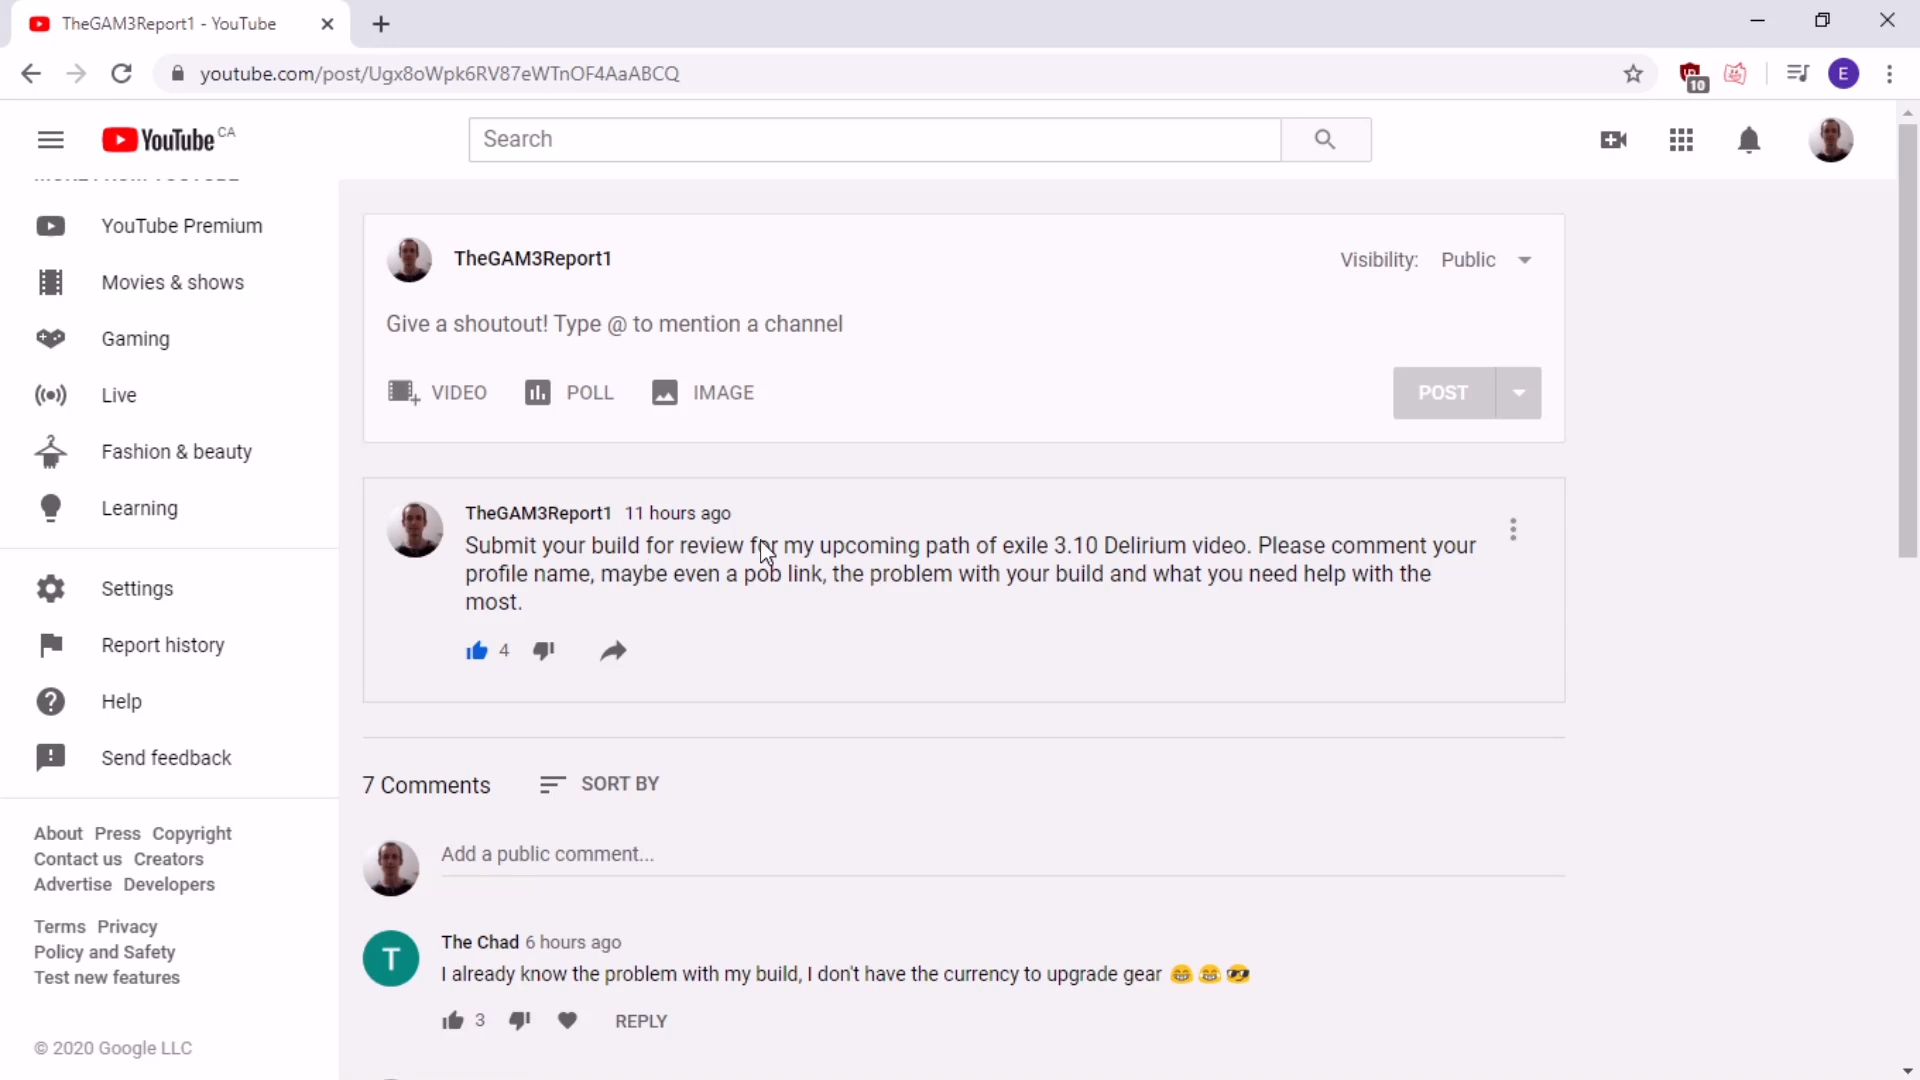 TheGAM3Report1 - YouTube
youtube.com/post/Ugx8oWpk6RV87eWTnOF4AaABCQ
10
E
YouTube CA
Search
MORE FROM YOUTUBE
YouTube Premium
Movies & shows
Gaming
Live
Fashion & beauty
Learning
Settings
Report history
Help
Send feedback
About Press Copyright
Contact us Creators
Advertise Developers
Terms Privacy
Policy and Safety
Test new features
© 2020 Google LLC
TheGAM3Report1
Visibility: Public
Give a shoutout! Type @ to mention a channel
VIDEO POLL IMAGE
POST
TheGAM3Report1 11 hours ago
Submit your build for review for my upcoming path of exile 3.10 Delirium video. Please comment your
profile name, maybe even a pob link, the problem with your build and what you need help with the
most.
4
7 Comments SORT BY
Add a public comment...
T
The Chad 6 hours ago
I already know the problem with my build, I don't have the currency to upgrade gear 😁😂😎
3 REPLY